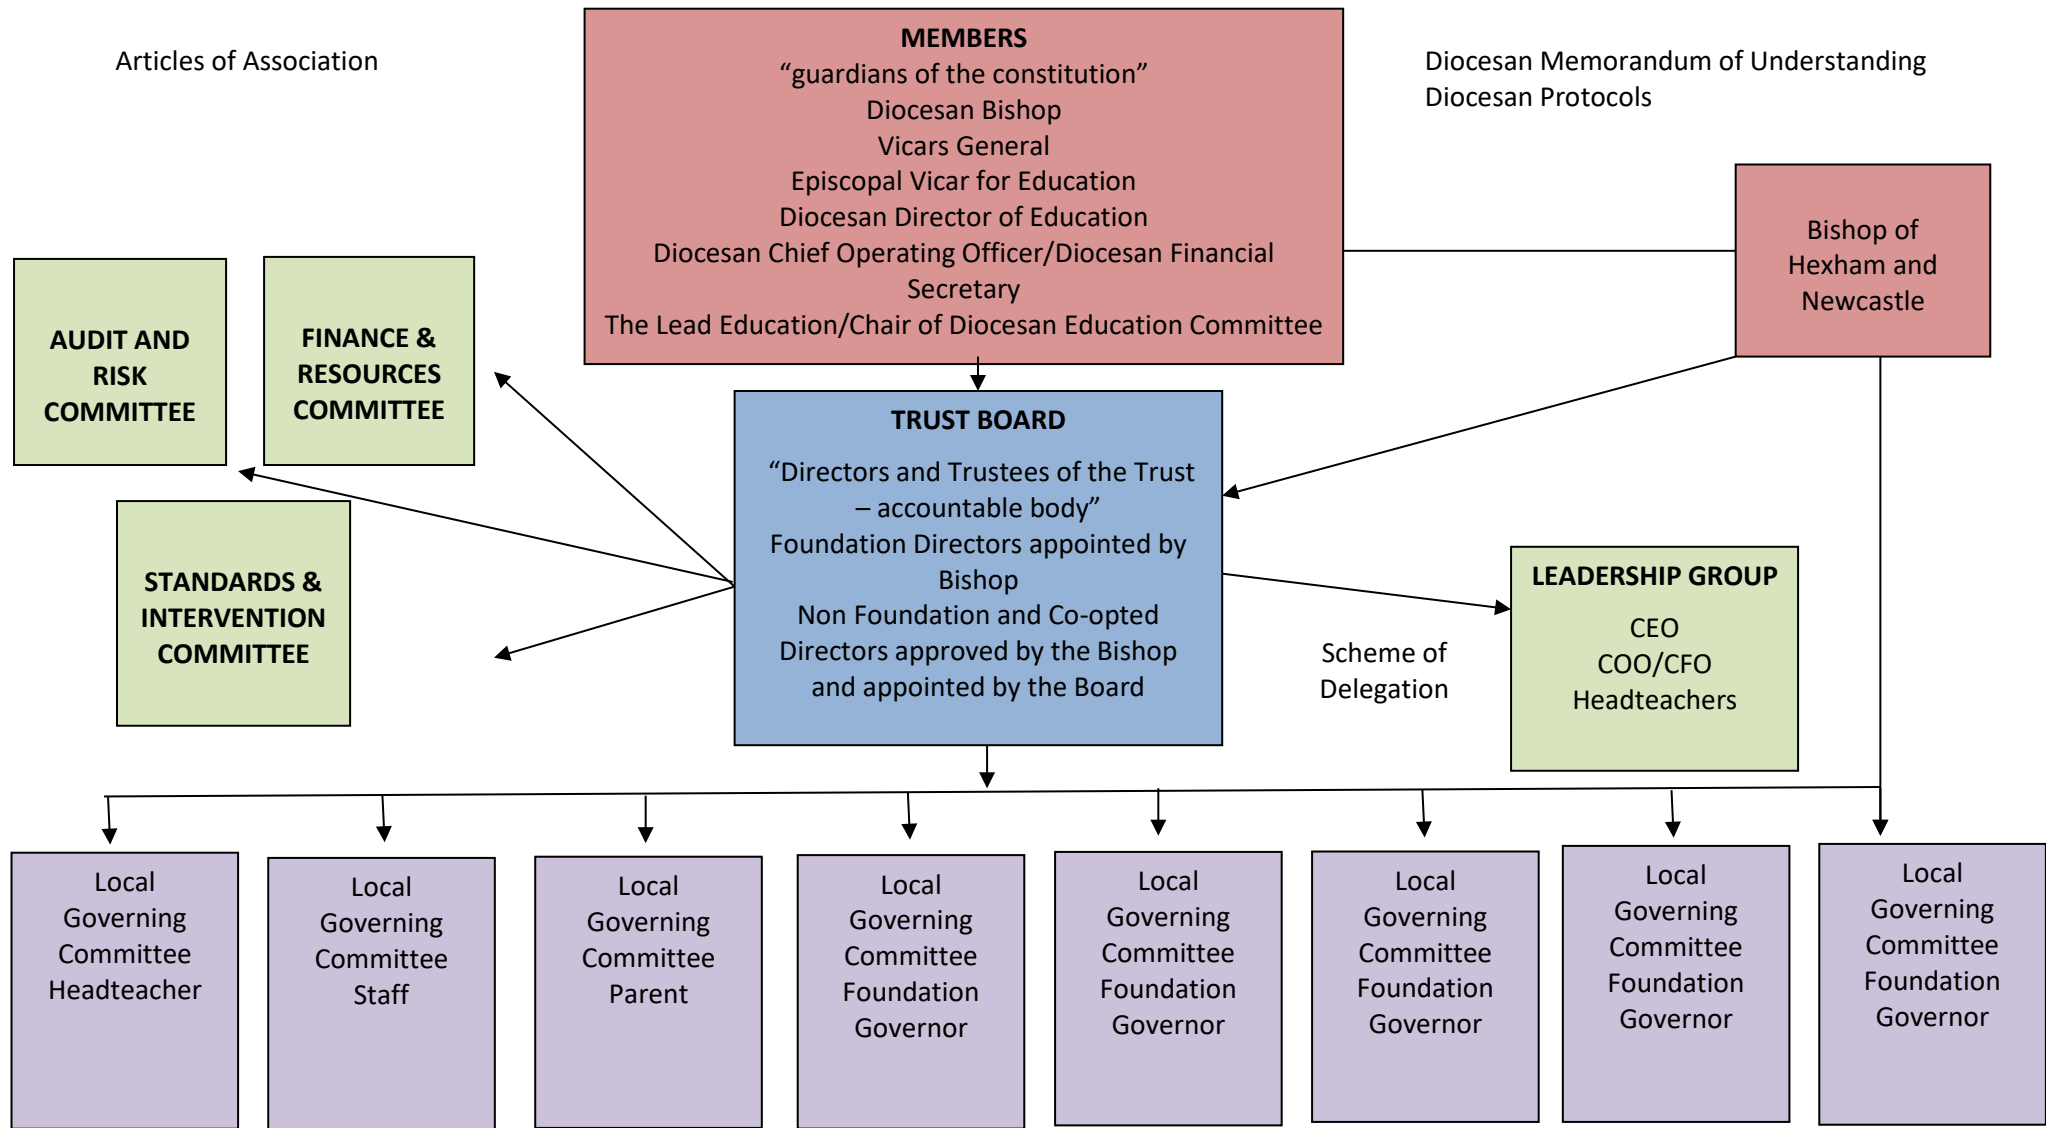 Articles of Association
MEMBERS
“guardians of the constitution”
Diocesan Bishop
Vicars General
Episcopal Vicar for Education
Diocesan Director of Education
Diocesan Chief Operating Officer/Diocesan Financial
Secretary
The Lead Education/Chair of Diocesan Education Committee
Diocesan Memorandum of Understanding
Diocesan Protocols
Bishop of
Hexham and
Newcastle
AUDIT AND
RISK
COMMITTEE
FINANCE &
RESOURCES
COMMITTEE
STANDARDS &
INTERVENTION
COMMITTEE
TRUST BOARD
“Directors and Trustees of the Trust
– accountable body”
Foundation Directors appointed by
Bishop
Non Foundation and Co-opted
Directors approved by the Bishop
and appointed by the Board
Scheme of
Delegation
LEADERSHIP GROUP
CEO
COO/CFO
Headteachers
Local
Governing
Committee
Headteacher
Local
Governing
Committee
Staff
Local
Governing
Committee
Parent
Local
Governing
Committee
Foundation
Governor
Local
Governing
Committee
Foundation
Governor
Local
Governing
Committee
Foundation
Governor
Local
Governing
Committee
Foundation
Governor
Local
Governing
Committee
Foundation
Governor